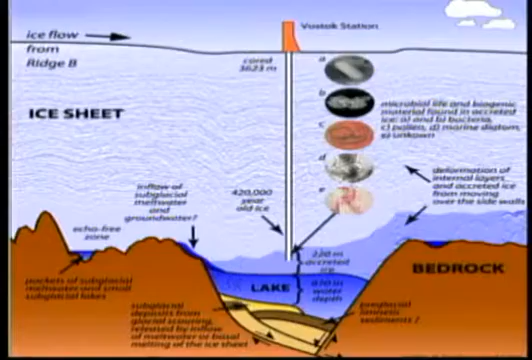 ice flow
from
Ridge B
Vostok Station
cored
3623 m
a
b
c
d
e
microbial life and biogenic
material found in accreted
ice: a) and b) bacteria,
c) pollen, d) marine diatom,
e) unkown
ICE SHEET
deformation of
internal layers
and accreted ice
from moving
over the side walls
inflow of
subglacial
meltwater
and
groundwater?
420,000
year
old ice
echo-free
zone
accreted
ice
LAKE
water
depth
BEDROCK
pockets of subglacial
meltwater and small
subglacial lakes
subglacial
deposits from
glacial scouring,
released by inflow
of meltwater or basal
melting of the ice sheet
preglacial
sediments ?